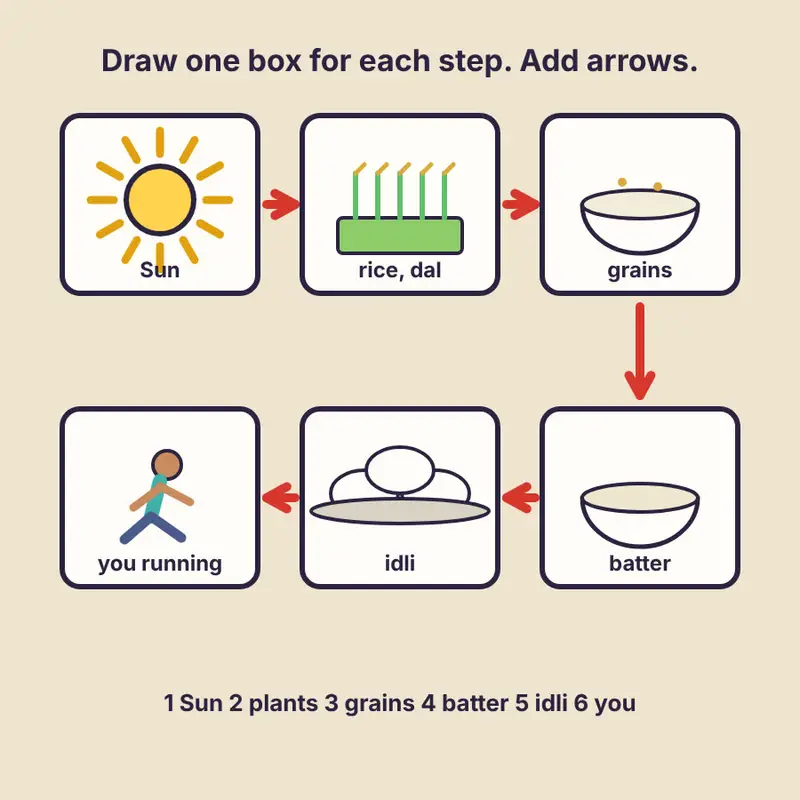 Draw one box for each step. Add arrows.
Sun
rice, dal
grains
you running
idli
batter
1 Sun 2 plants 3 grains 4 batter 5 idli 6 you